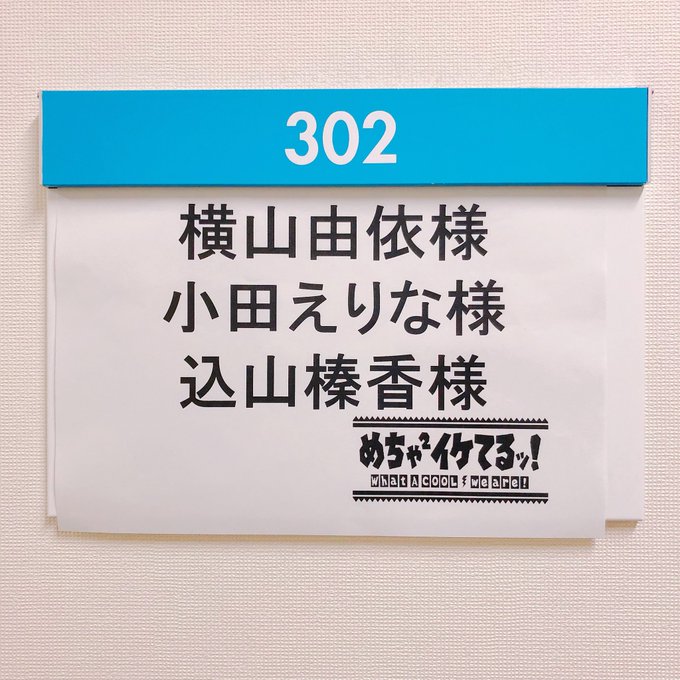 302
横山由依様
小田えりな様
込山榛香様
めちゃ²イケてるッ!
What A COOL we are!